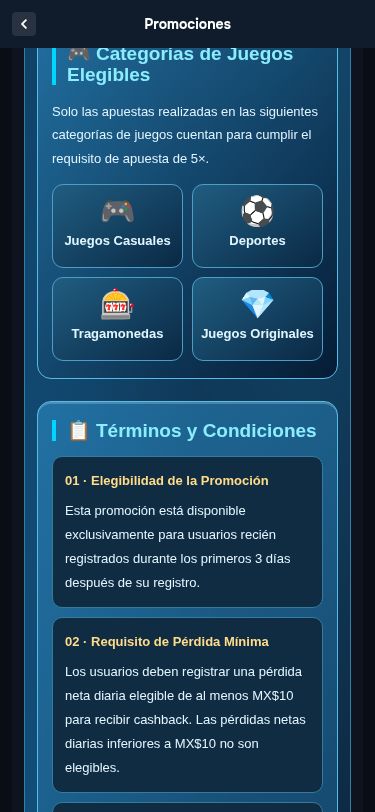 Promociones
Categorías de Juegos
Elegibles
Solo las apuestas realizadas en las siguientes
categorías de juegos cuentan para cumplir el
requisito de apuesta de 5×.
Juegos Casuales
Deportes
Tragamonedas
Juegos Originales
Términos y Condiciones
01 · Elegibilidad de la Promoción
Esta promoción está disponible
exclusivamente para usuarios recién
registrados durante los primeros 3 días
después de su registro.
02 · Requisito de Pérdida Mínima
Los usuarios deben registrar una pérdida
neta diaria elegible de al menos MX$10
para recibir cashback. Las pérdidas netas
diarias inferiores a MX$10 no son
elegibles.